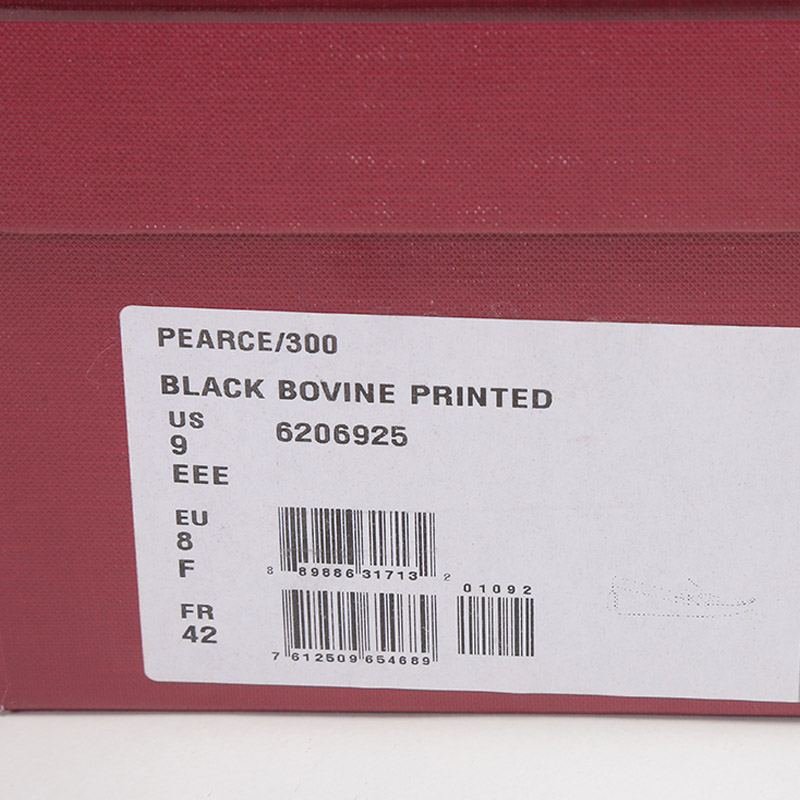 PEARCE/300
BLACK BOVINE PRINTED
US
9
6206925
EEE
EU
8
F
8 89886 31713 2
FR
42
01092
7 612509 654689